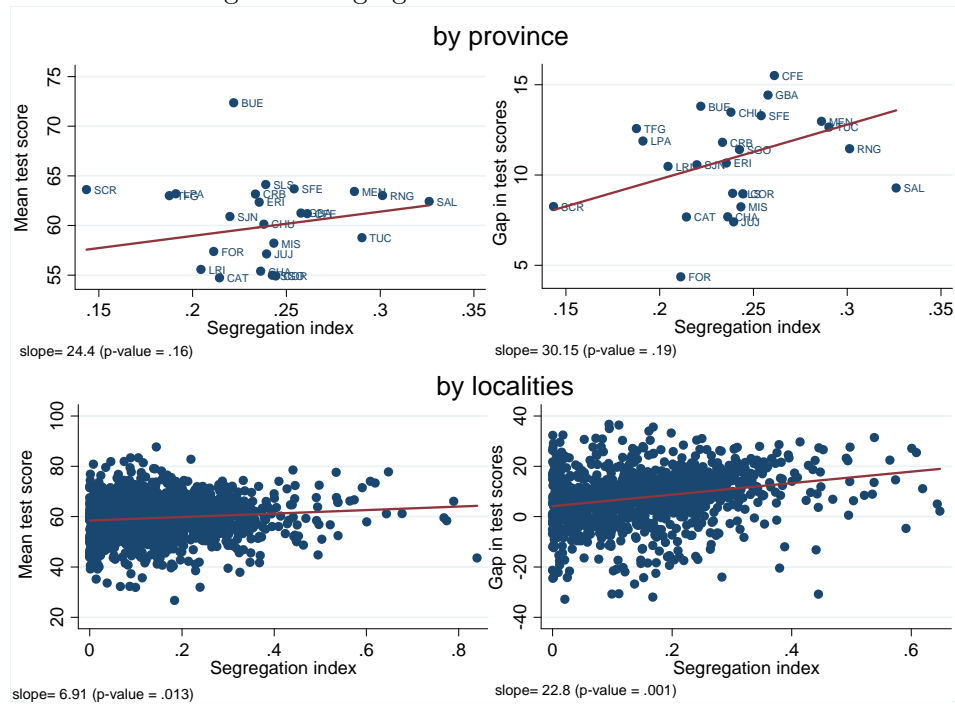 by province
Mean test score
75
70
65
60
55
BUE
SCR
LPA
TFG
SLS
CRB
SFE
ERI
MEN
RNG
SAL
SJN
GBA
CFE
CHU
TUC
MIS
FOR
JUJ
LRI
CAT
CHA
SGO
COR
.15
.2
.25
.3
.35
Segregation index
slope= 24.4 (p-value = .16)
Gap in test scores
15
10
5
CFE
GBA
BUE
CHU
SFE
TFG
MEN
TUC
LPA
CRB
SGO
RNG
LRI
SJN
ERI
SAL
SLS
COR
SCR
MIS
CAT
CHA
JUJ
FOR
.15
.2
.25
.3
.35
Segregation index
slope= 30.15 (p-value = .19)
by localities
Mean test score
100
80
60
40
20
0
.2
.4
.6
.8
Segregation index
slope= 6.91 (p-value = .013)
Gap in test scores
40
20
0
-20
-40
0
.2
.4
.6
Segregation index
slope= 22.8 (p-value = .001)